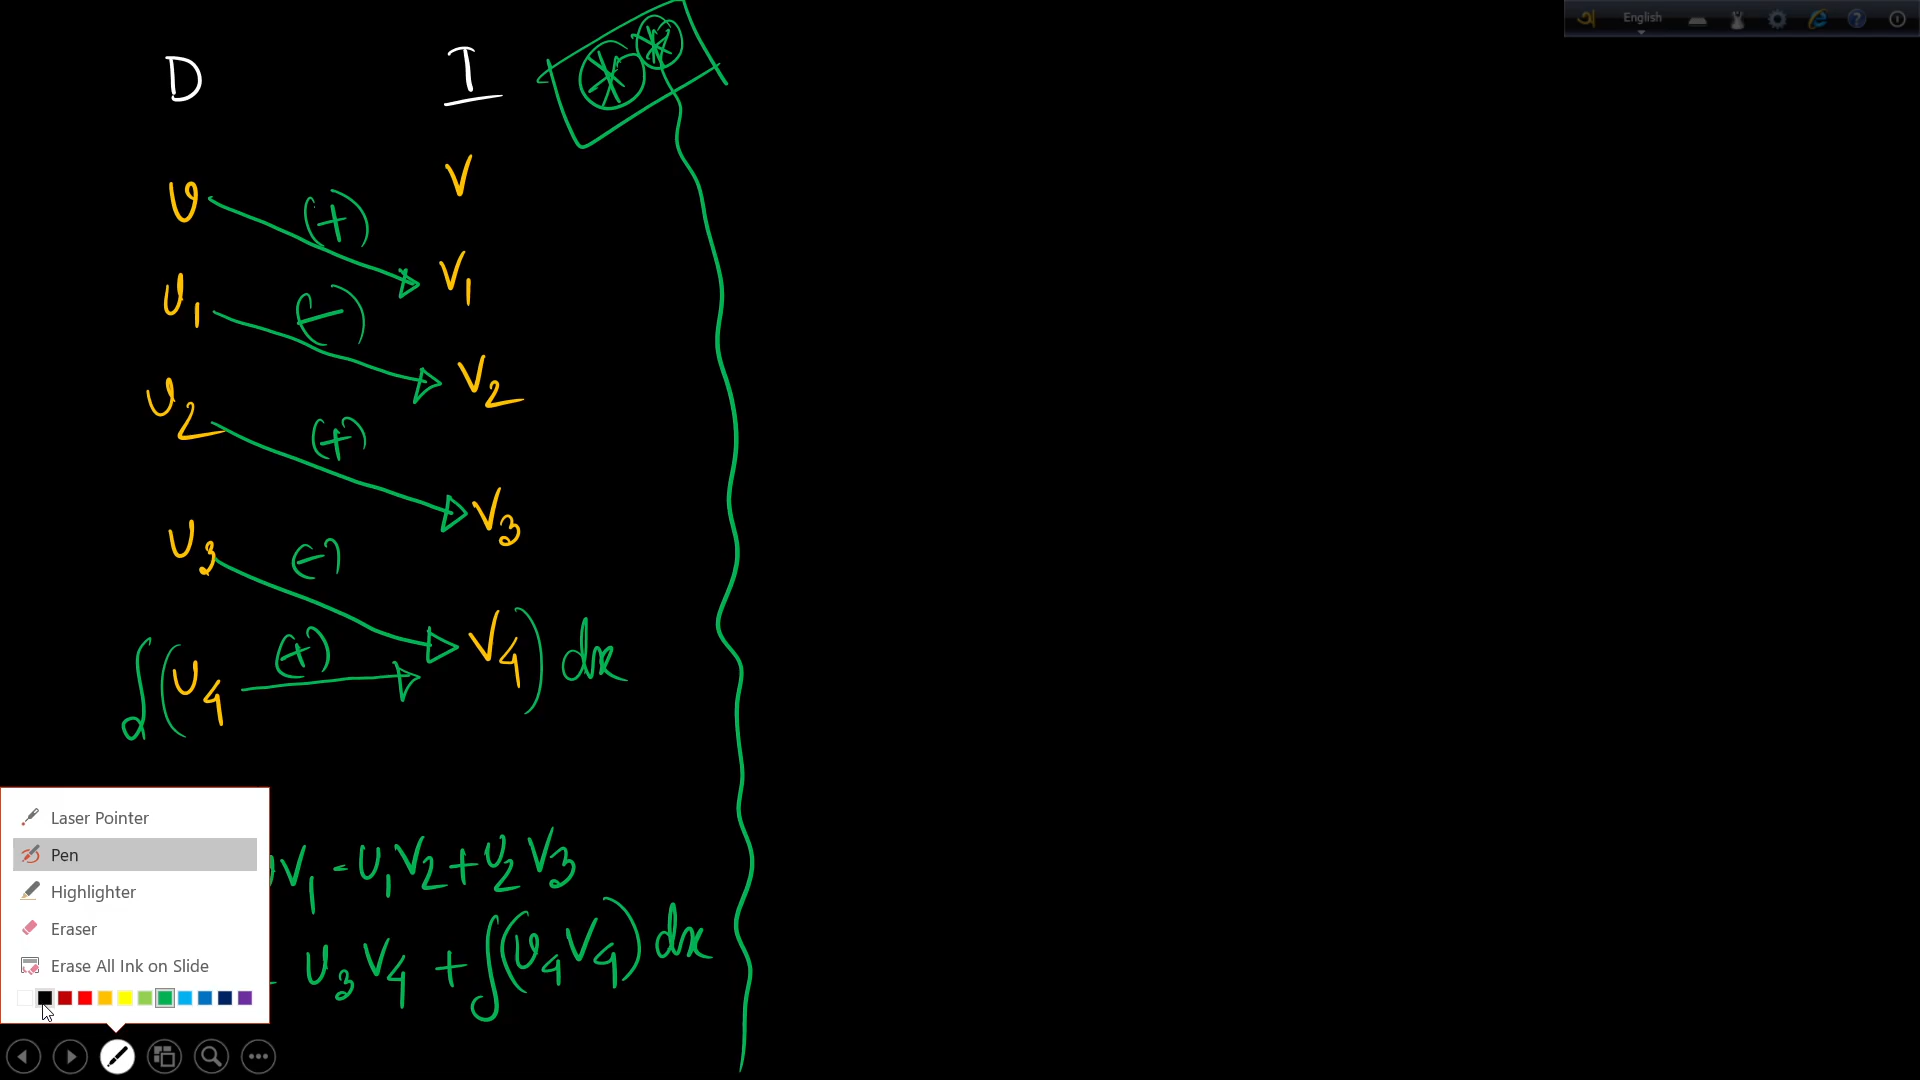 English
D I
U V
(+)
U1 V1
(-)
U2 V2
(+)
U3 V3
(-)
∫(U4 (+) V4) dx
V1 - U1V2 + U2V3
- U3V4 + ∫(U4V4) dx
Laser Pointer
Pen
Highlighter
Eraser
Erase All Ink on Slide